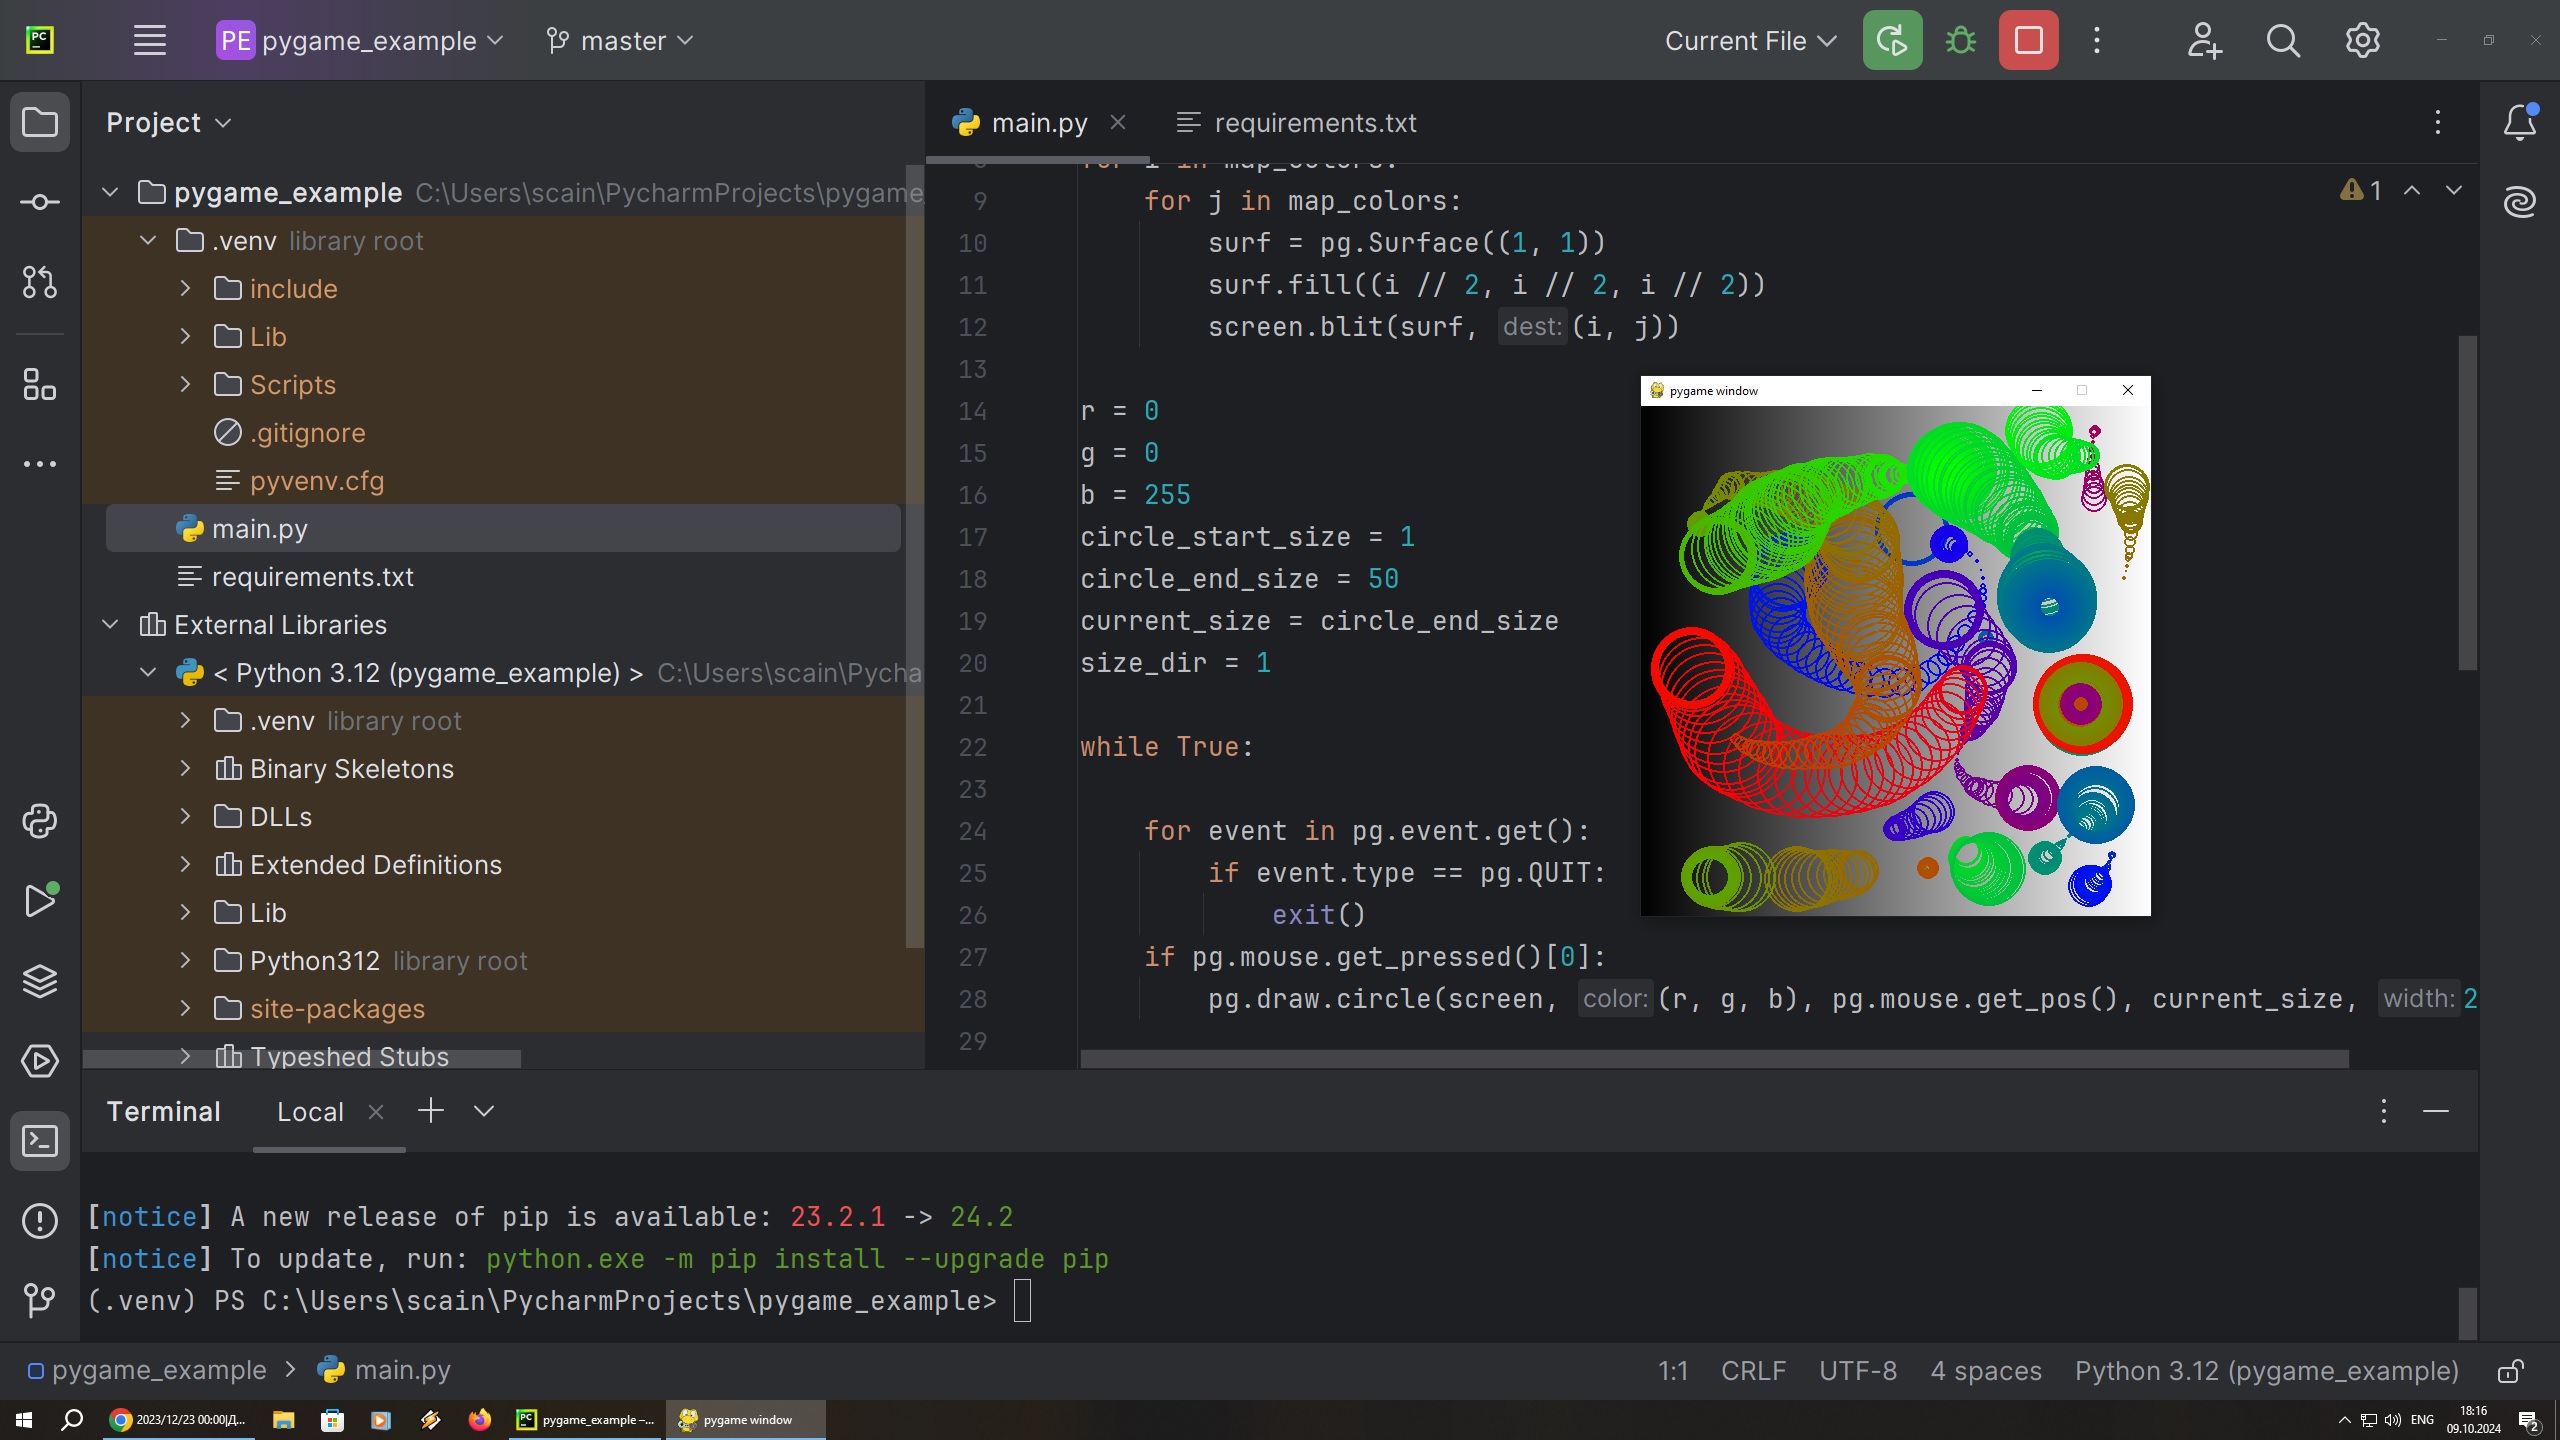 PC
PE pygame_example
master
Current File
Project
pygame_example C:\Users\scain\PycharmProjects\pygame
.venv library root
include
Lib
Scripts
.gitignore
pyvenv.cfg
main.py
requirements.txt
External Libraries
< Python 3.12 (pygame_example) > C:\Users\scain\Pycha
.venv library root
Binary Skeletons
DLLs
Extended Definitions
Lib
Python312 library root
site-packages
Typeshed Stubs
main.py
requirements.txt
1
8 for i in map_colors:
9 for j in map_colors:
10 surf = pg.Surface((1, 1))
11 surf.fill((i // 2, i // 2, i // 2))
12 screen.blit(surf, dest: (i, j))
13
14 r = 0
15 g = 0
16 b = 255
17 circle_start_size = 1
18 circle_end_size = 50
19 current_size = circle_end_size
20 size_dir = 1
21
22 while True:
23
24 for event in pg.event.get():
25 if event.type == pg.QUIT:
26 exit()
27 if pg.mouse.get_pressed()[0]:
28 pg.draw.circle(screen, color: (r, g, b), pg.mouse.get_pos(), current_size, width: 2
29
pygame window
Terminal
Local
[notice] A new release of pip is available: 23.2.1 -> 24.2
[notice] To update, run: python.exe -m pip install --upgrade pip
(.venv) PS C:\Users\scain\PycharmProjects\pygame_example>
pygame_example > main.py
1:1 CRLF UTF-8 4 spaces Python 3.12 (pygame_example)
2023/12/23 00:00|Д...
PC pygame_example –...
pygame window
ENG
18:16
09.10.2024
2